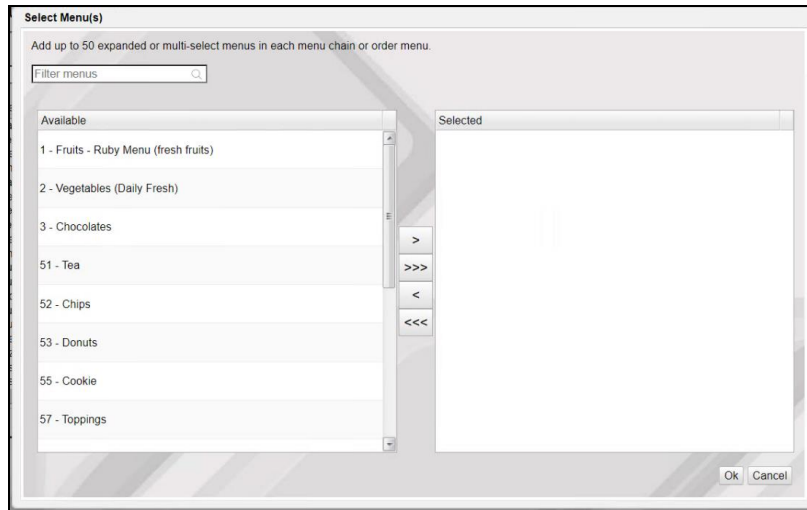 Select Menu(s)
Add up to 50 expanded or multi-select menus in each menu chain or order menu.
Filter menus
Available
Selected
1 - Fruits - Ruby Menu (fresh fruits)
2 - Vegetables (Daily Fresh)
3 - Chocolates
51 - Tea
52 - Chips
53 - Donuts
55 - Cookie
57 - Toppings
>
>>>
<
<<<
Ok Cancel